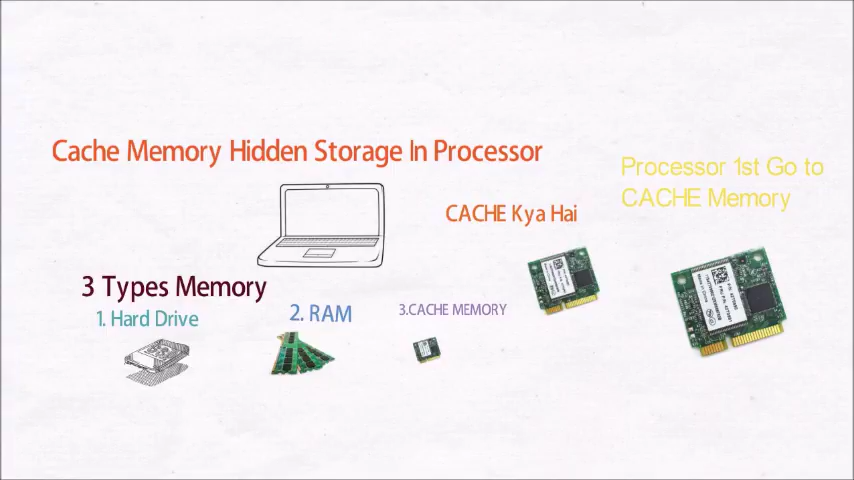 Cache Memory Hidden Storage In Processor
Processor 1st Go to
CACHE Memory
CACHE Kya Hai
3 Types Memory
1. Hard Drive
2. RAM
3.CACHE MEMORY